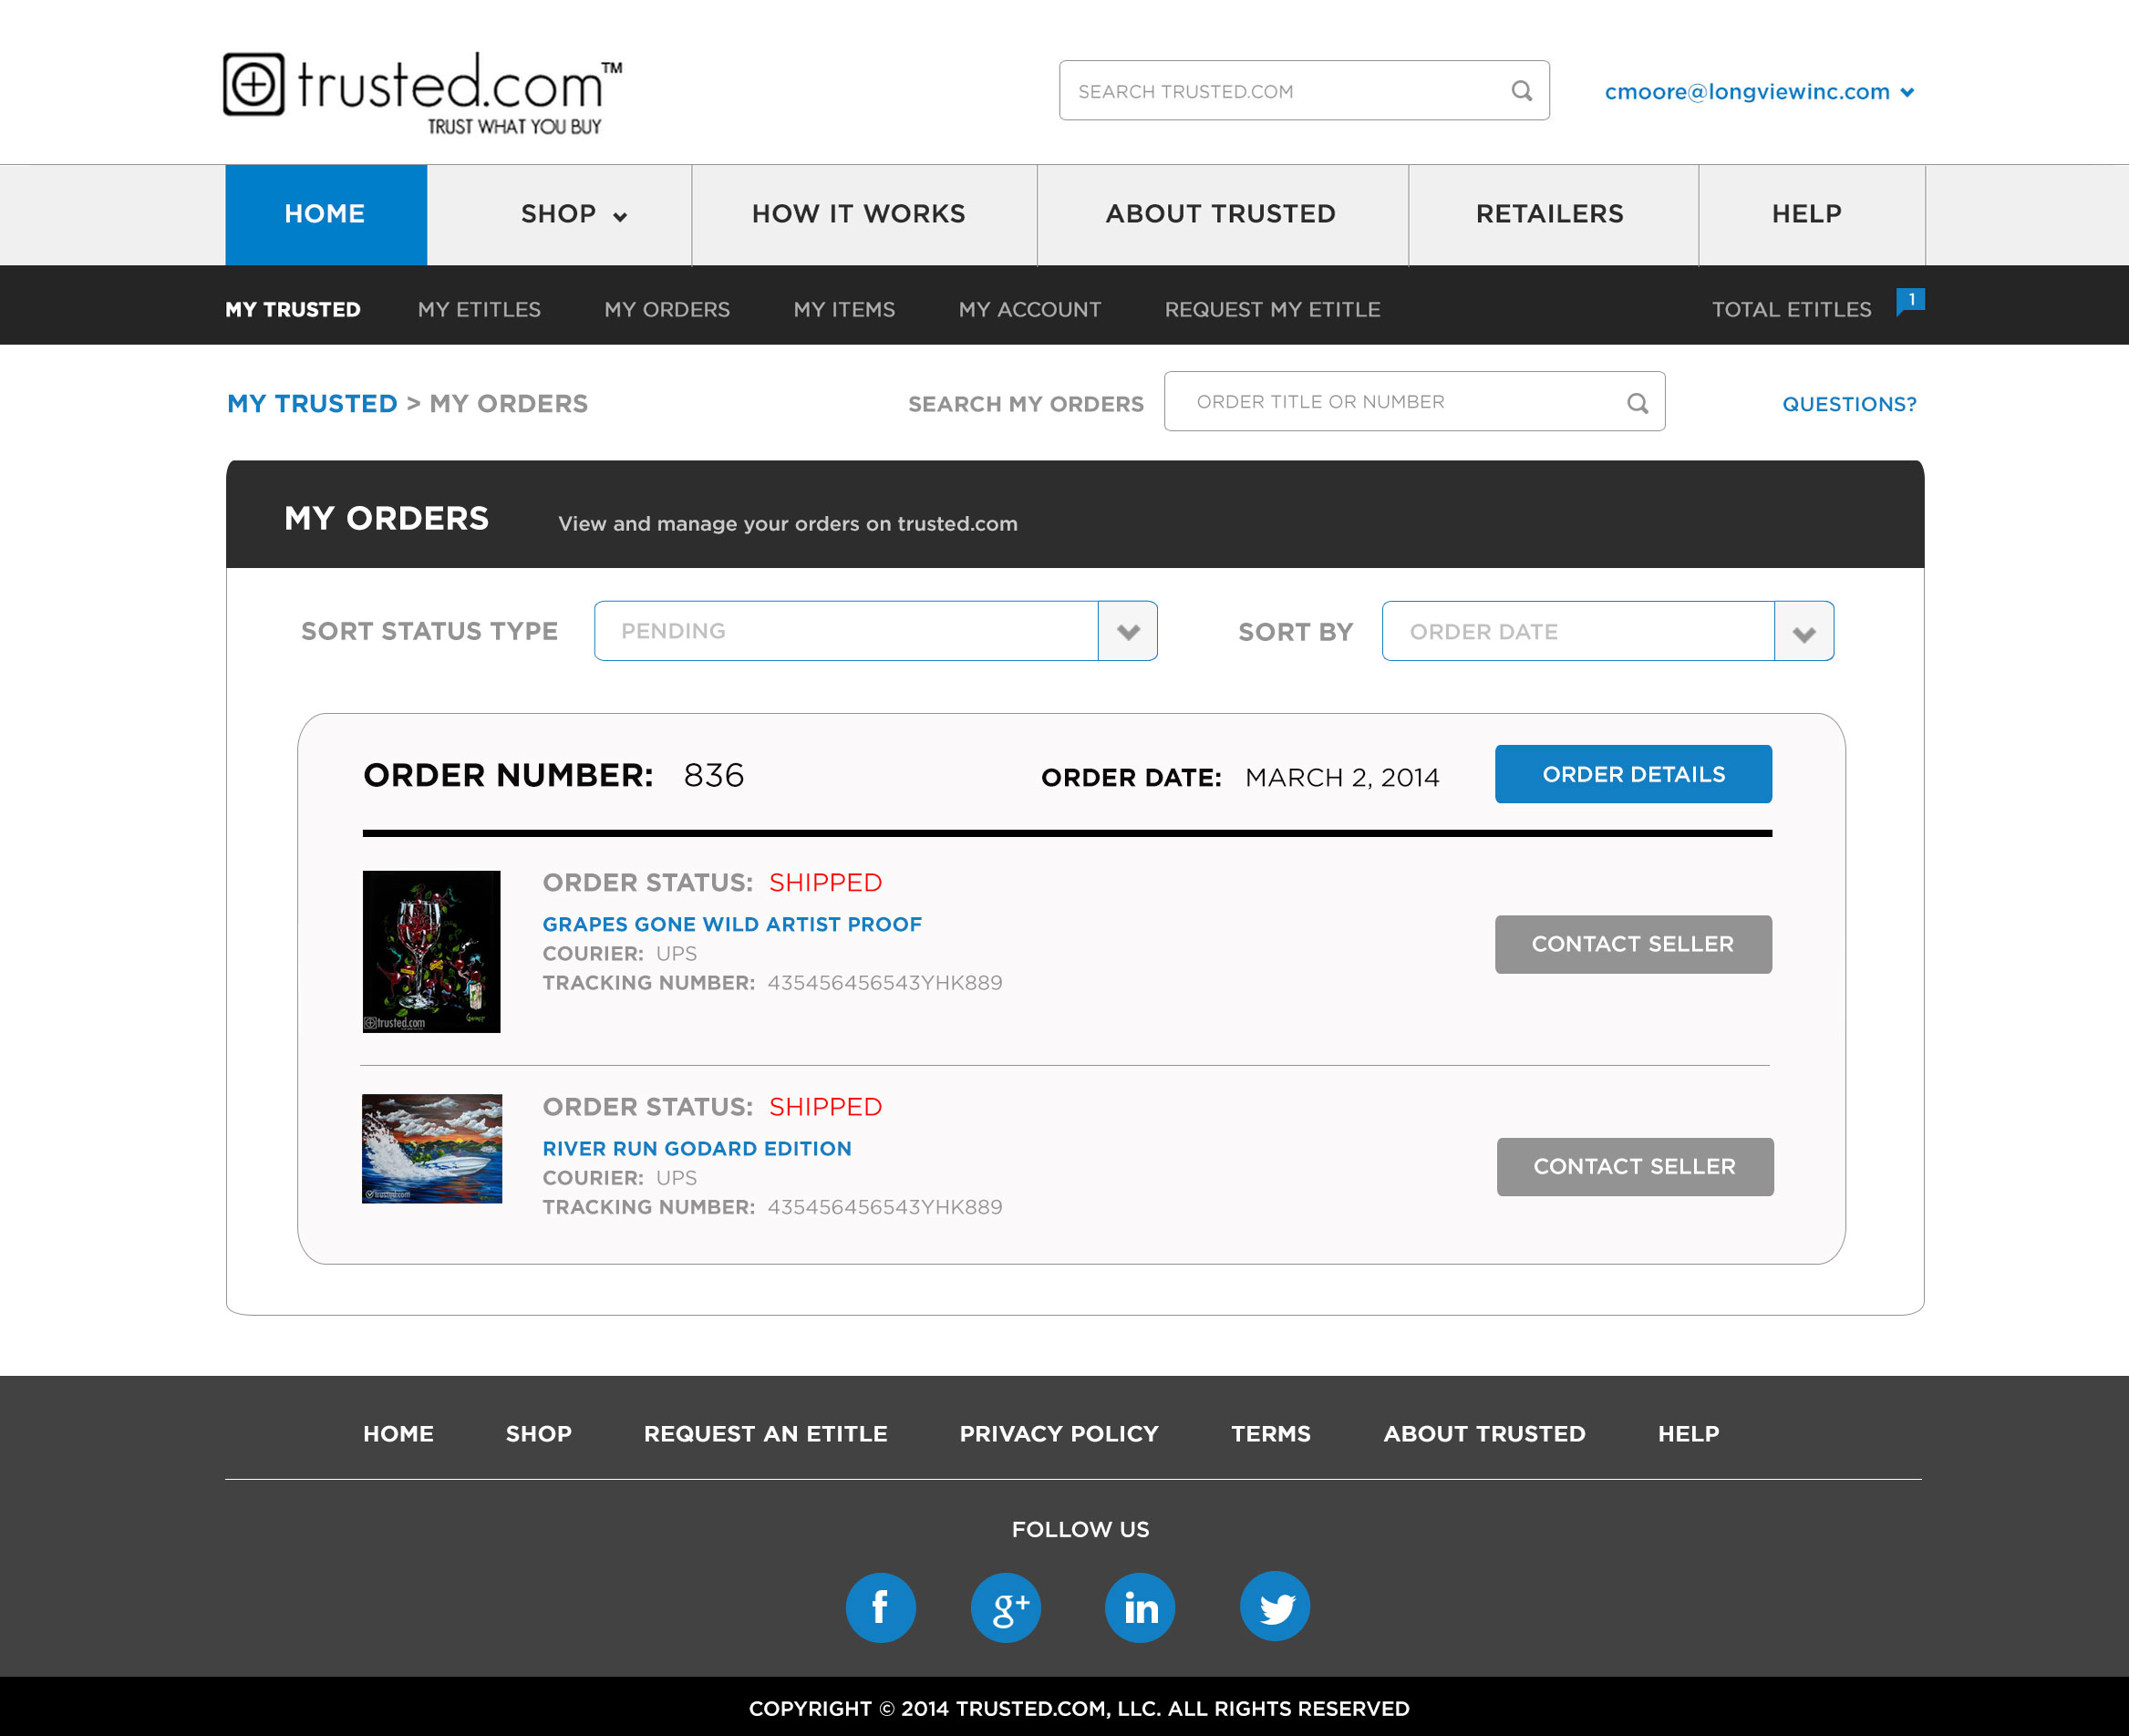 trusted.com™
TRUST WHAT YOU BUY
SEARCH TRUSTED.COM
cmoore@longviewinc.com
HOME
SHOP
HOW IT WORKS
ABOUT TRUSTED
RETAILERS
HELP
MY TRUSTED
MY ETITLES
MY ORDERS
MY ITEMS
MY ACCOUNT
REQUEST MY ETITLE
TOTAL ETITLES
1
MY TRUSTED > MY ORDERS
SEARCH MY ORDERS
ORDER TITLE OR NUMBER
QUESTIONS?
MY ORDERS
View and manage your orders on trusted.com
SORT STATUS TYPE
PENDING
SORT BY
ORDER DATE
ORDER NUMBER: 836
ORDER DATE: MARCH 2, 2014
ORDER DETAILS
trusted.com
ORDER STATUS: SHIPPED
GRAPES GONE WILD ARTIST PROOF
COURIER: UPS
TRACKING NUMBER: 435456456543YHK889
CONTACT SELLER
trusted.com
ORDER STATUS: SHIPPED
RIVER RUN GODARD EDITION
COURIER: UPS
TRACKING NUMBER: 435456456543YHK889
CONTACT SELLER
HOME
SHOP
REQUEST AN ETITLE
PRIVACY POLICY
TERMS
ABOUT TRUSTED
HELP
FOLLOW US
f
g+
in
COPYRIGHT © 2014 TRUSTED.COM, LLC. ALL RIGHTS RESERVED